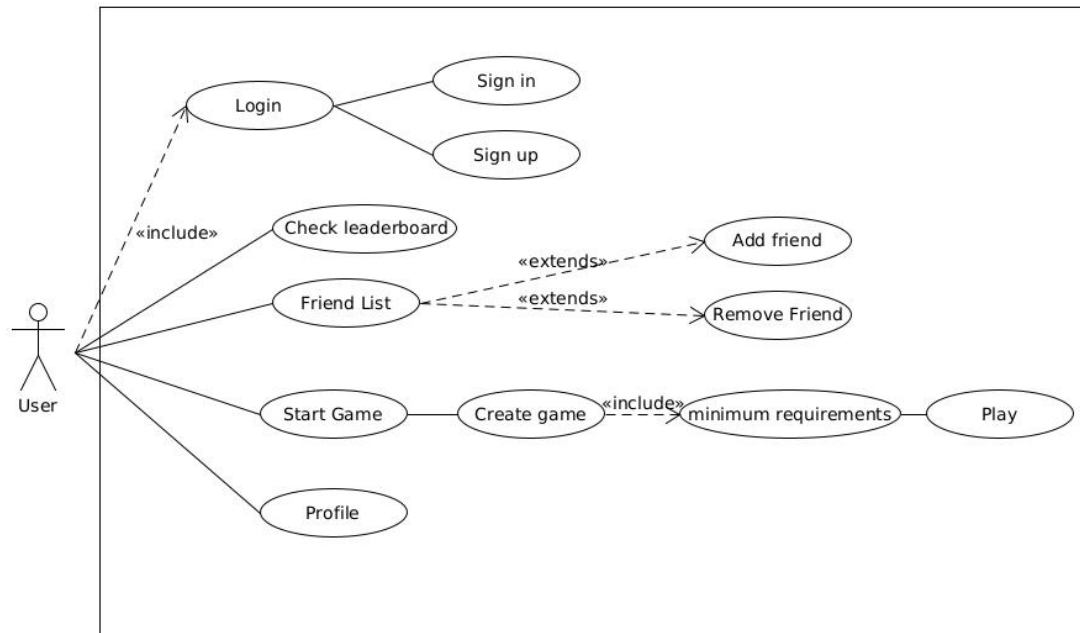 Sign in
Login
Sign up
«include»
Check leaderboard
Add friend
«extends»
Friend List
«extends»
Remove Friend
User
Start Game
Create game
«include»
minimum requirements
Play
Profile